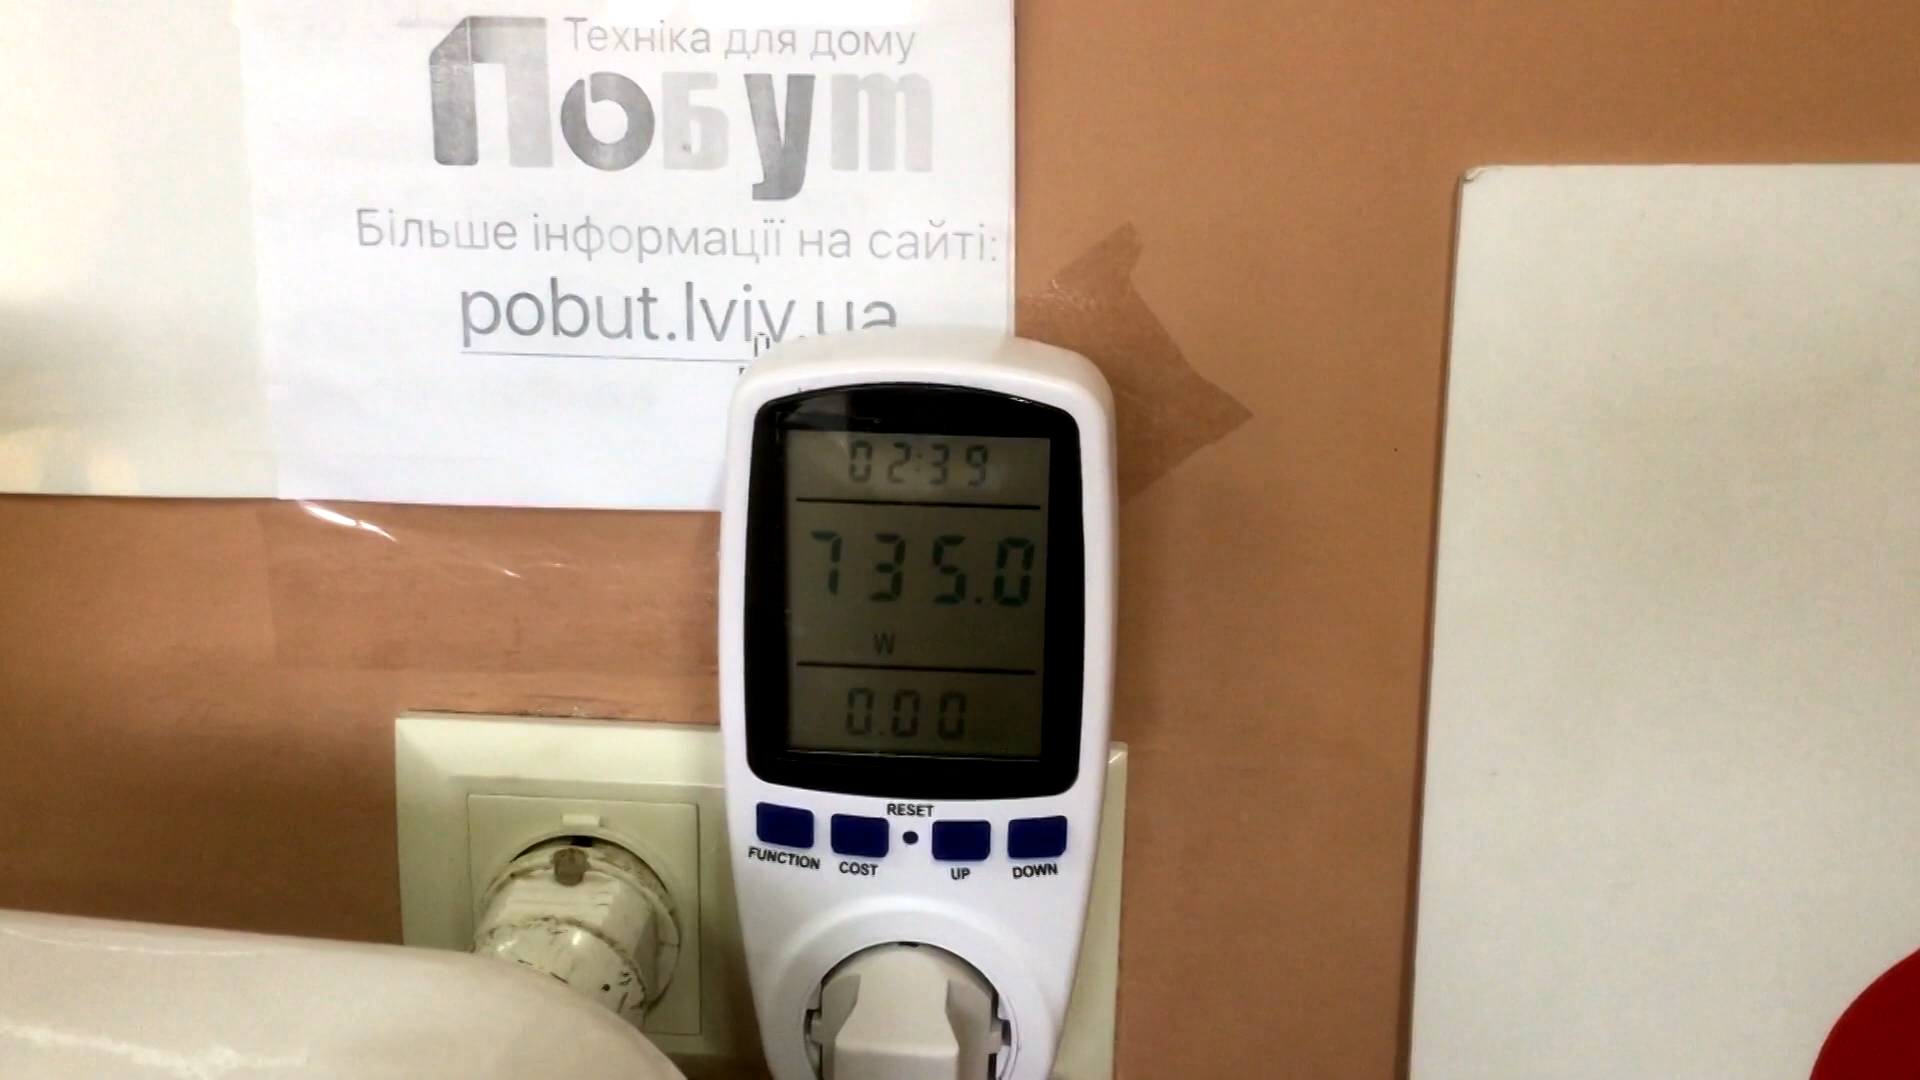 Техніка для дому
Побут
Більше інформації на сайті:
pobut.lviv.ua
02:39
735.0
W
0.00
RESET
FUNCTION
COST
UP
DOWN